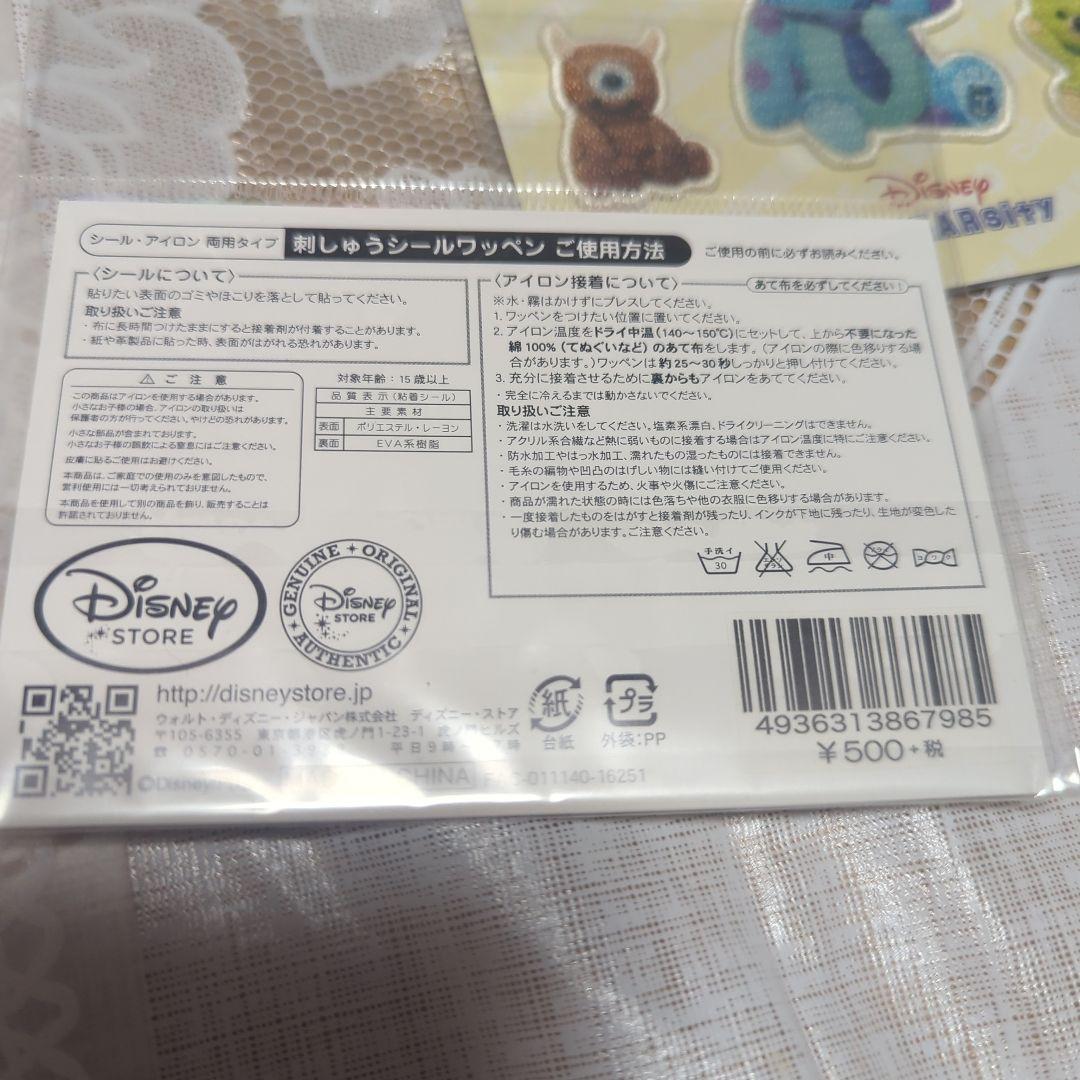 DISNEY
ARsity
シール・アイロン 両用タイプ 刺しゅうシールワッペン ご使用方法 ご使用の前に必ずお読みください。
〈シールについて〉
貼りたい表面のゴミやほこりを落として貼ってください。
取り扱いご注意
・布に長時間つけたままにすると接着剤が付着することがあります。
・紙や革製品に貼った時、表面がはがれる恐れがあります。
⚠ ご注意
この商品はアイロンを使用する場合があります。
小さなお子様の場合、アイロンの取り扱いは
保護者の方が行ってください。やけどの恐れがあります。
小さな部品が含まれております。
小さなお子様の誤飲による窒息にはご注意ください。
皮膚に貼るご使用はお避けください。
本商品は、ご家庭での使用のみを意図したもので、
営利使用には一切考えられておりません。
本商品を使用して別の商品を飾り、販売することは
許諾されておりません。
対象年齢：15歳以上
品質表示（粘着シール）
主要素材
表面 ポリエステル・レーヨン
裏面 EVA系樹脂
〈アイロン接着について〉 あて布を必ずしてください！
※水・霧はかけずにプレスしてください。
1. ワッペンをつけたい位置に置いてください。
2. アイロン温度をドライ中温（140〜150℃）にセットして、上から不要になった
綿100%（てぬぐいなど）のあて布をします。（アイロンの際に色移りする場
合があります。）ワッペンは約25〜30秒しっかりと押し付けてください。
3. 充分に接着させるために裏からもアイロンをあててください。
・完全に冷えるまでは動かさないでください。
取り扱いご注意
・洗濯は水洗いをしてください。塩素系漂白、ドライクリーニングはできません。
・アクリル系合繊など熱に弱いものに接着する場合はアイロン温度に特にご注意ください。
・防水加工やはっ水加工、濡れたもの湿ったものには接着できません。
・毛糸の編物や凹凸のはげしい物には縫い付けてご使用ください。
・アイロンを使用するため、火事や火傷にご注意ください。
・商品が濡れた状態の時には色落ちや他の衣服に色移りする場合があります。
・一度接着したものをはがすと接着剤が残ったり、インクが下地に残ったり、生地が変色した
り傷む場合があります。ご注意ください。
手洗イ 30
中
ヨワク
DISNEY STORE
GENUINE ORIGINAL AUTHENTIC
DISNEY STORE
http://disneystore.jp
ウォルト・ディズニー・ジャパン株式会社 ディズニー・ストア
〒105-6355 東京都港区虎ノ門1-23-1 虎ノ門ヒルズ
0570-01 平日9時
©Disney
CHINA FAC-011140-16251
紙
台紙
プラ
外袋：PP
4936313867985
¥500+税